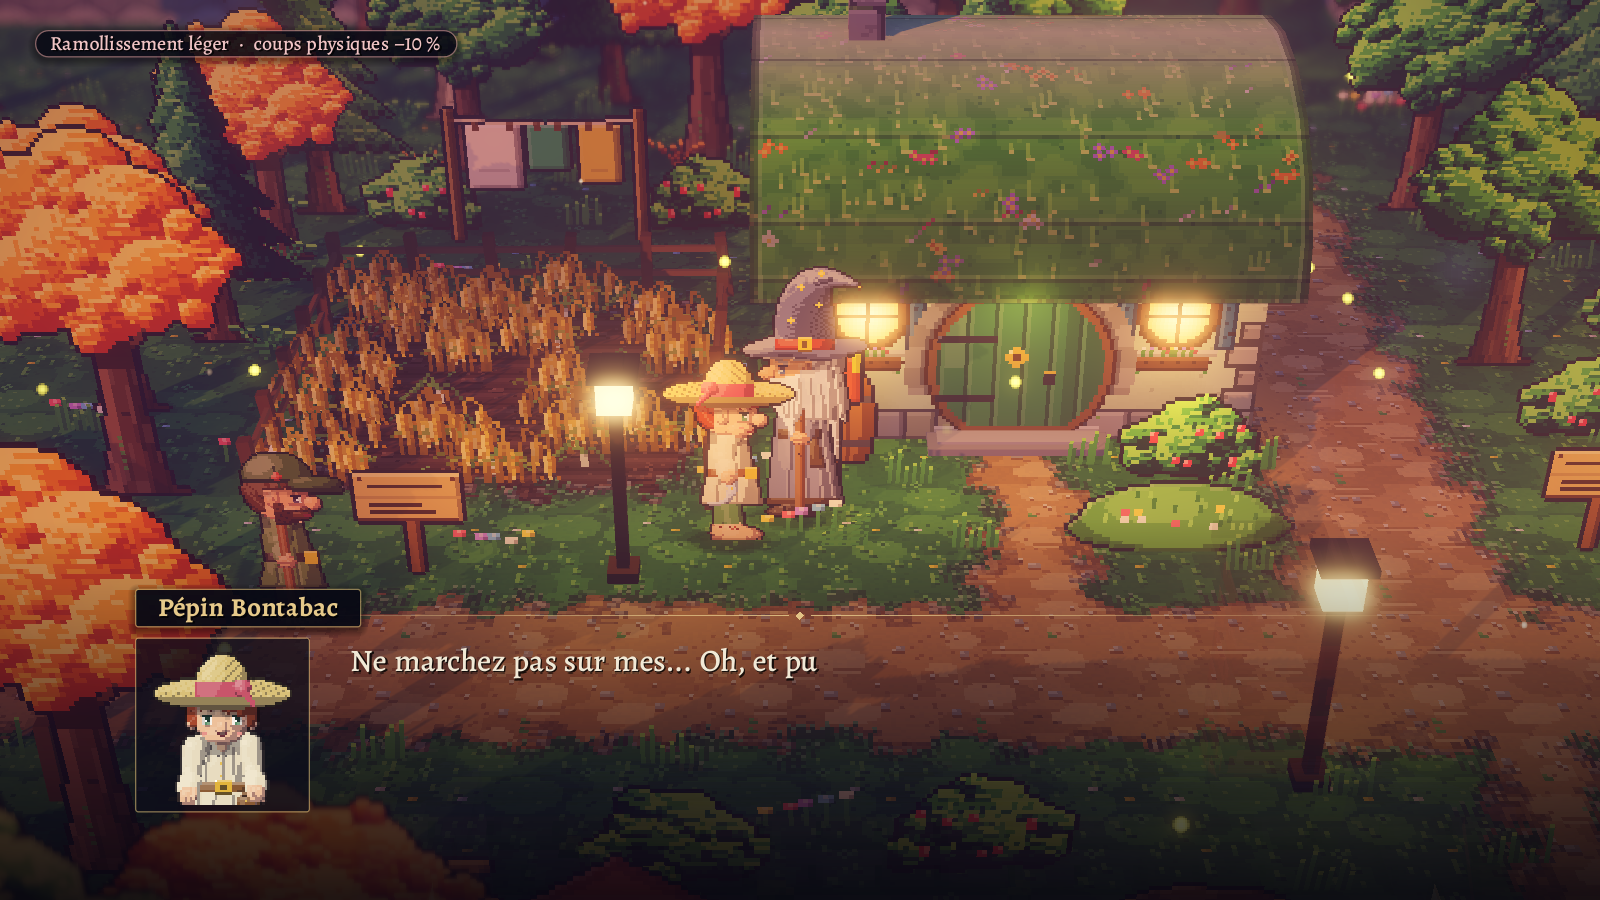 Ramollissement léger · coups physiques –10 %
Pépin Bontabac
Ne marchez pas sur mes... Oh, et pu